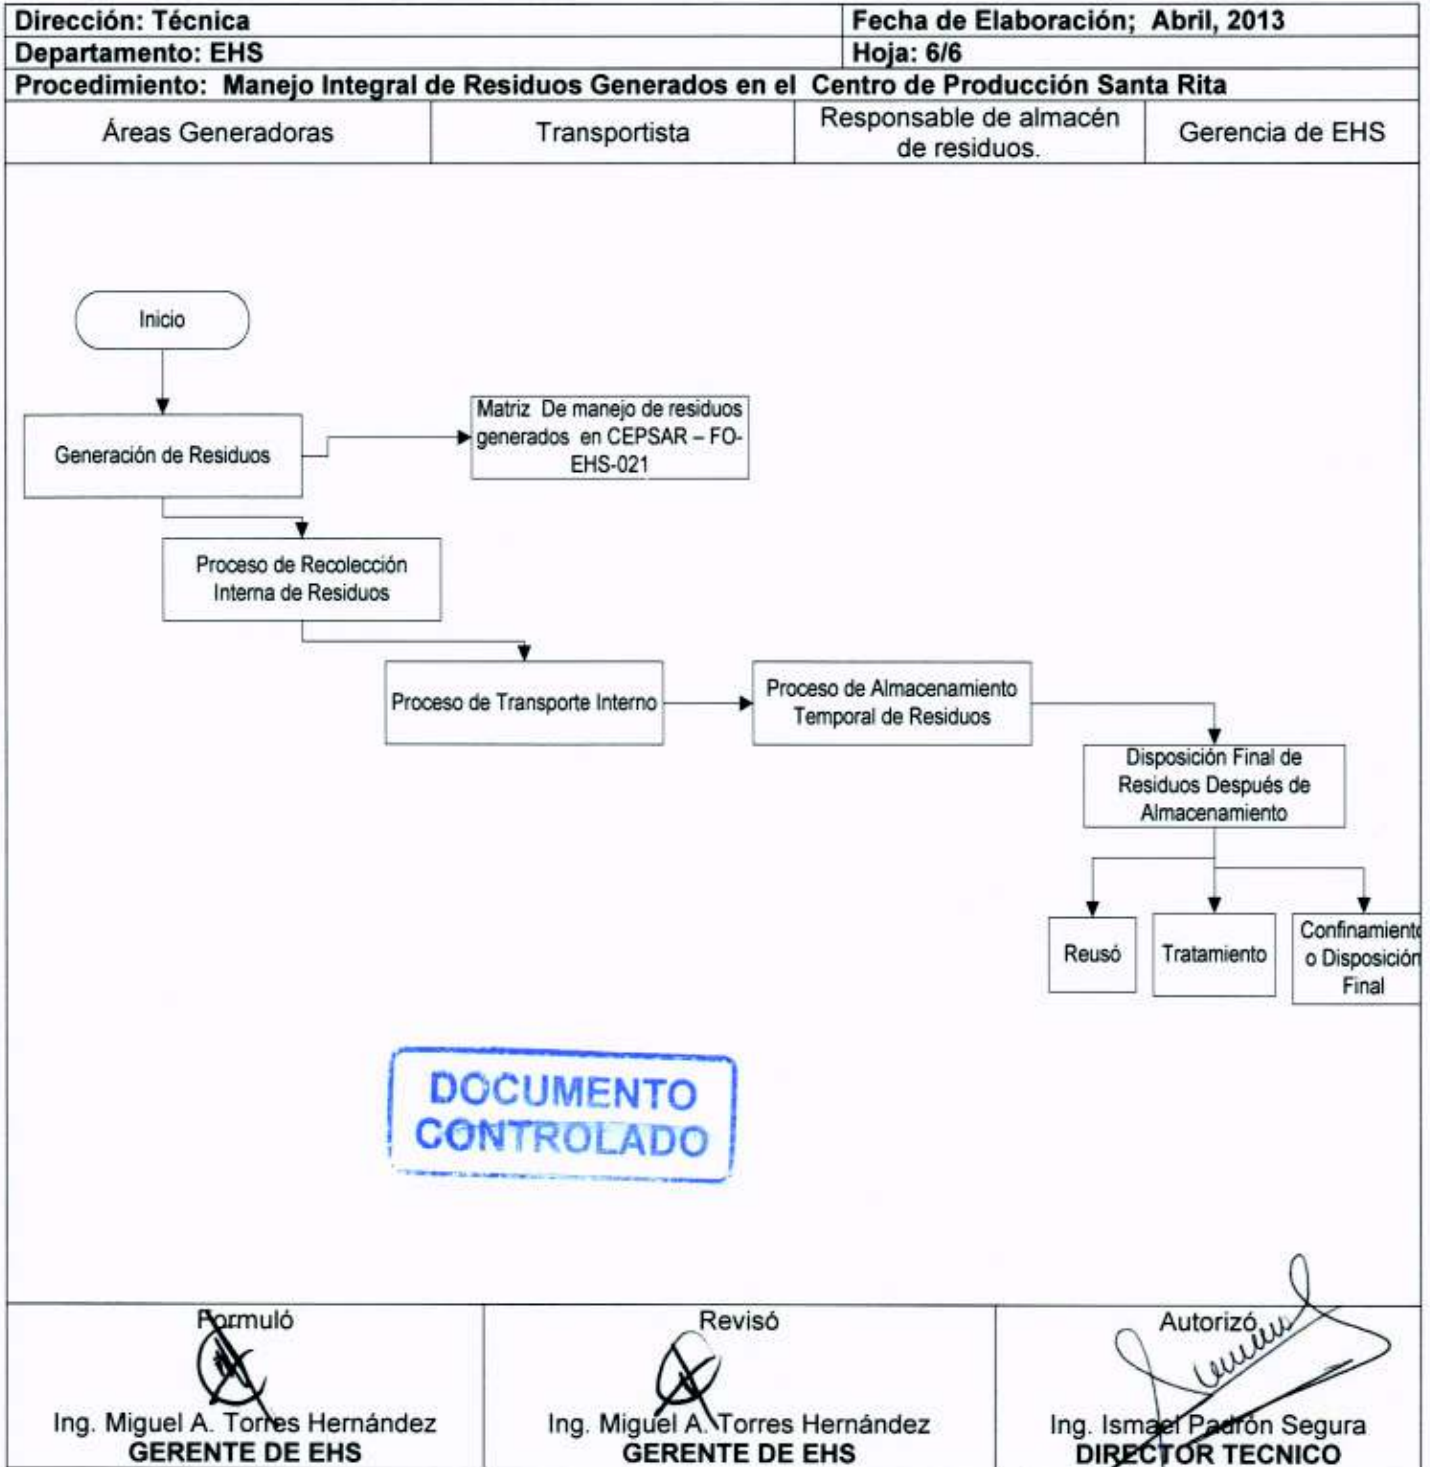 Dirección: Técnica
Fecha de Elaboración; Abril, 2013
Departamento: EHS
Hoja: 6/6
Procedimiento: Manejo Integral de Residuos Generados en el Centro de Producción Santa Rita
Áreas Generadoras
Transportista
Responsable de almacén
de residuos.
Gerencia de EHS
Inicio
Generación de Residuos
Matriz De manejo de residuos
generados en CEPSAR – FO-
EHS-021
Proceso de Recolección
Interna de Residuos
Proceso de Transporte Interno
Proceso de Almacenamiento
Temporal de Residuos
Disposición Final de
Residuos Después de
Almacenamiento
Reusó
Tratamiento
Confinamiento
o Disposición
Final
DOCUMENTO
CONTROLADO
Formuló
Ing. Miguel A. Torres Hernández
GERENTE DE EHS
Revisó
Ing. Miguel A. Torres Hernández
GERENTE DE EHS
Autorizó
Ing. Ismael Padrón Segura
DIRECTOR TECNICO